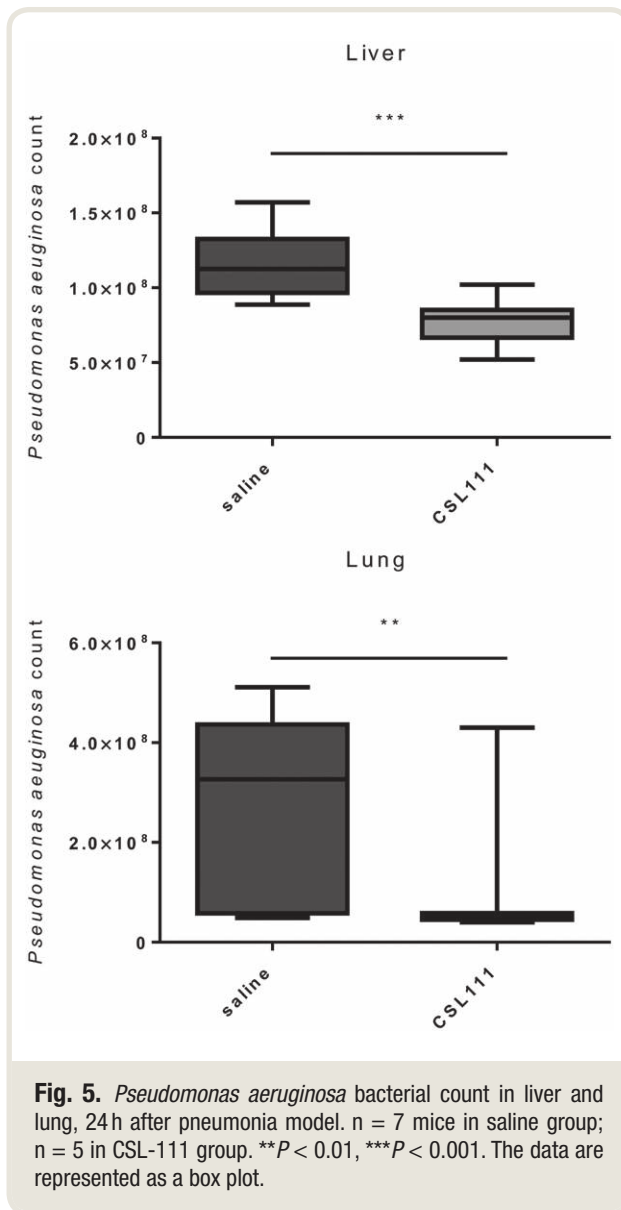 Liver
***
Pseudomonas aeuginosa count
2.0×10⁸
1.5×10⁸
1.0×10⁸
5.0×10⁷
0
saline
CSL111
Lung
**
Pseudomonas aeuginosa count
6.0×10⁸
4.0×10⁸
2.0×10⁸
0
saline
CSL111
Fig. 5. Pseudomonas aeruginosa bacterial count in liver and
lung, 24 h after pneumonia model. n = 7 mice in saline group;
n = 5 in CSL-111 group. **P < 0.01, ***P < 0.001. The data are
represented as a box plot.